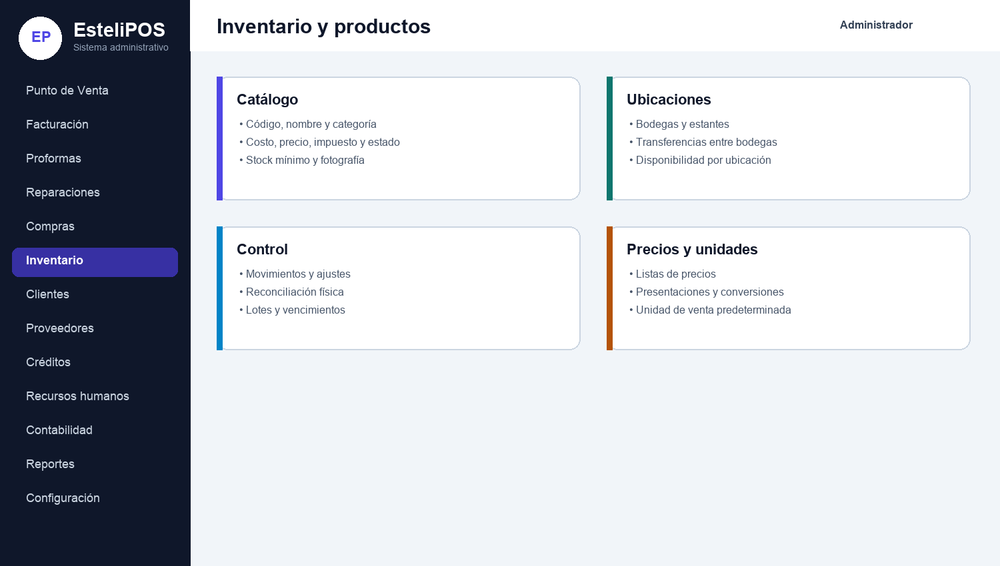 EP
EsteliPOS
Sistema administrativo
Punto de Venta
Facturación
Proformas
Reparaciones
Compras
Inventario
Clientes
Proveedores
Créditos
Recursos humanos
Contabilidad
Reportes
Configuración
Inventario y productos
Administrador
Catálogo
• Código, nombre y categoría
• Costo, precio, impuesto y estado
• Stock mínimo y fotografía
Ubicaciones
• Bodegas y estantes
• Transferencias entre bodegas
• Disponibilidad por ubicación
Control
• Movimientos y ajustes
• Reconciliación física
• Lotes y vencimientos
Precios y unidades
• Listas de precios
• Presentaciones y conversiones
• Unidad de venta predeterminada